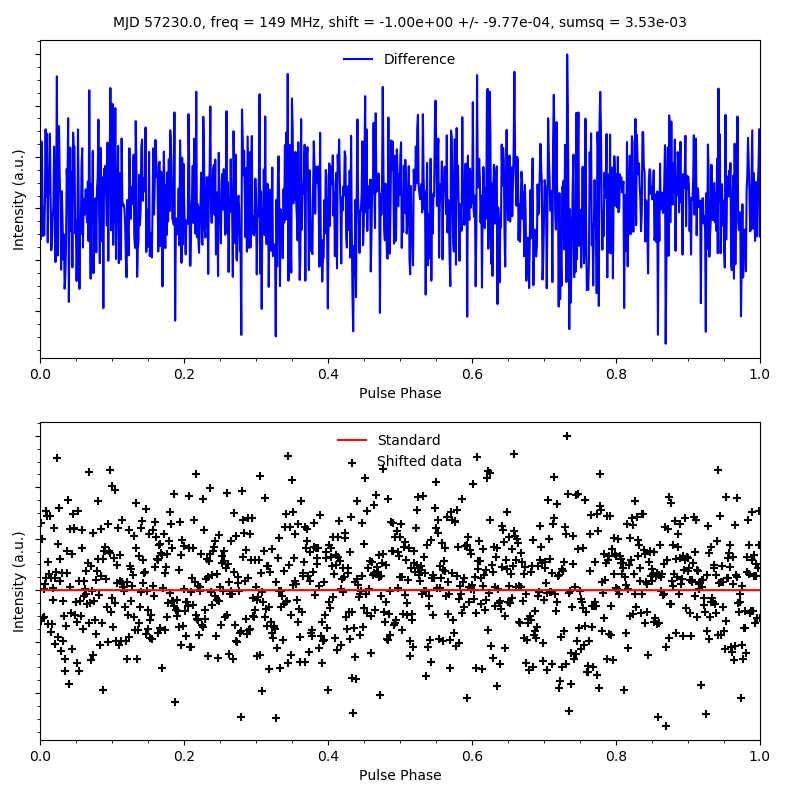 MJD 57230.0, freq = 149 MHz, shift = -1.00e+00 +/- -9.77e-04, sumsq = 3.53e-03
Difference
Intensity (a.u.)
0.0 0.2 0.4 0.6 0.8 1.0
Pulse Phase
Standard
Shifted data
Intensity (a.u.)
0.0 0.2 0.4 0.6 0.8 1.0
Pulse Phase